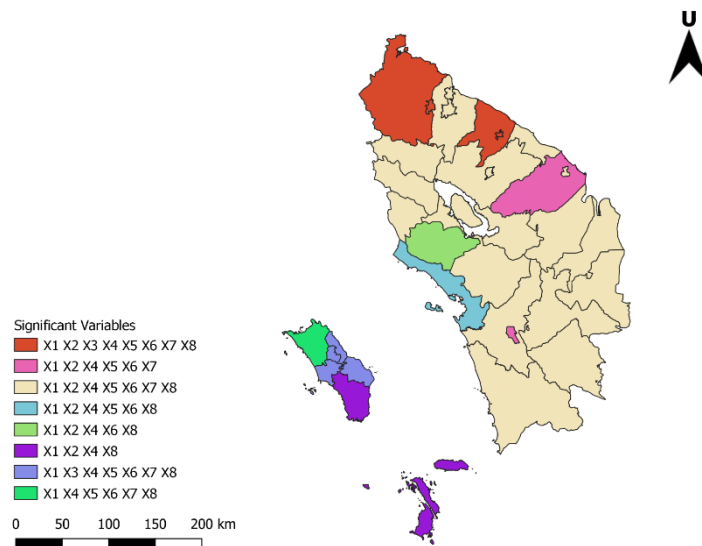 U
Significant Variables
X1 X2 X3 X4 X5 X6 X7 X8
X1 X2 X4 X5 X6 X7
X1 X2 X4 X5 X6 X7 X8
X1 X2 X4 X5 X6 X8
X1 X2 X4 X6 X8
X1 X2 X4 X8
X1 X3 X4 X5 X6 X7 X8
X1 X4 X5 X6 X7 X8
0 50 100 150 200 km